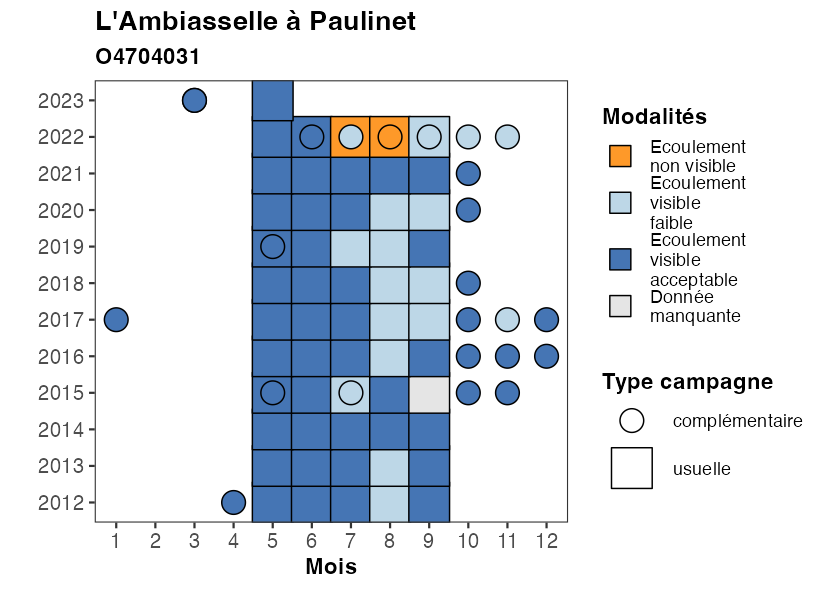 L'Ambiasselle à Paulinet
O4704031
2023
2022
2021
2020
2019
2018
2017
2016
2015
2014
2013
2012
1 2 3 4 5 6 7 8 9 10 11 12
Mois
Modalités
Ecoulement
non visible
Ecoulement
visible
faible
Ecoulement
visible
acceptable
Donnée
manquante
Type campagne
complémentaire
usuelle